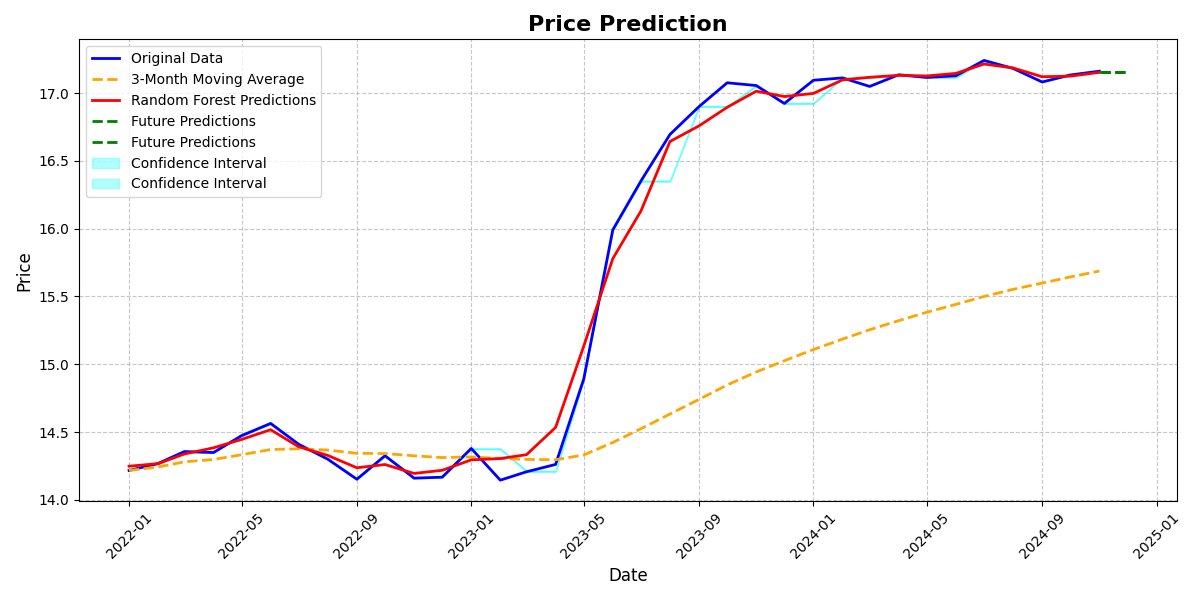 Price Prediction
Original Data
3-Month Moving Average
Random Forest Predictions
Future Predictions
Future Predictions
Confidence Interval
Confidence Interval
Price
17.0
16.5
16.0
15.5
15.0
14.5
14.0
2022-01
2022-05
2022-09
2023-01
2023-05
2023-09
2024-01
2024-05
2024-09
2025-01
Date